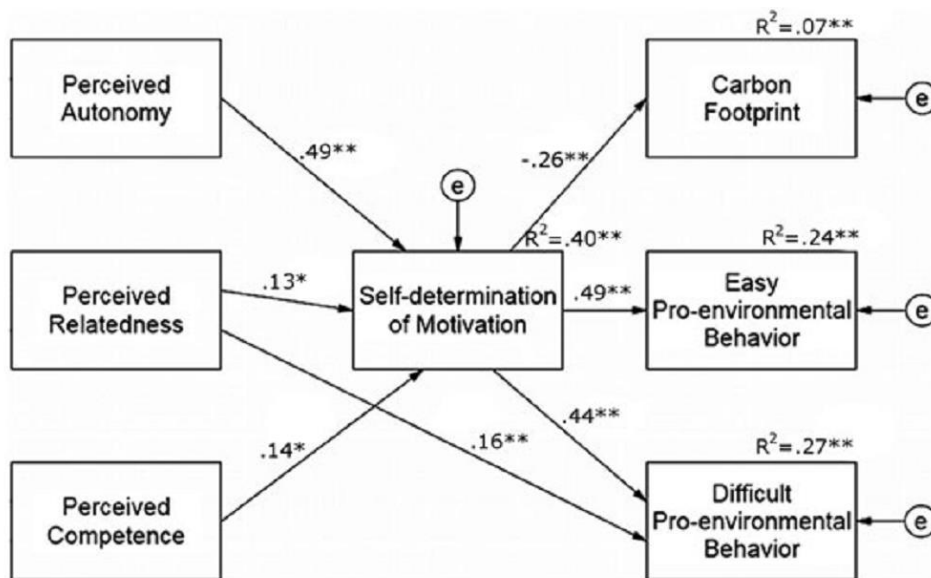 R²=.07**
Perceived
Autonomy
Carbon
Footprint
e
.49**
-.26**
e
R²=.40**
R²=.24**
Perceived
Relatedness
.13*
Self-determination
of Motivation
.49**
Easy
Pro-environmental
Behavior
e
.44**
.14*
.16**
R²=.27**
Perceived
Competence
Difficult
Pro-environmental
Behavior
e